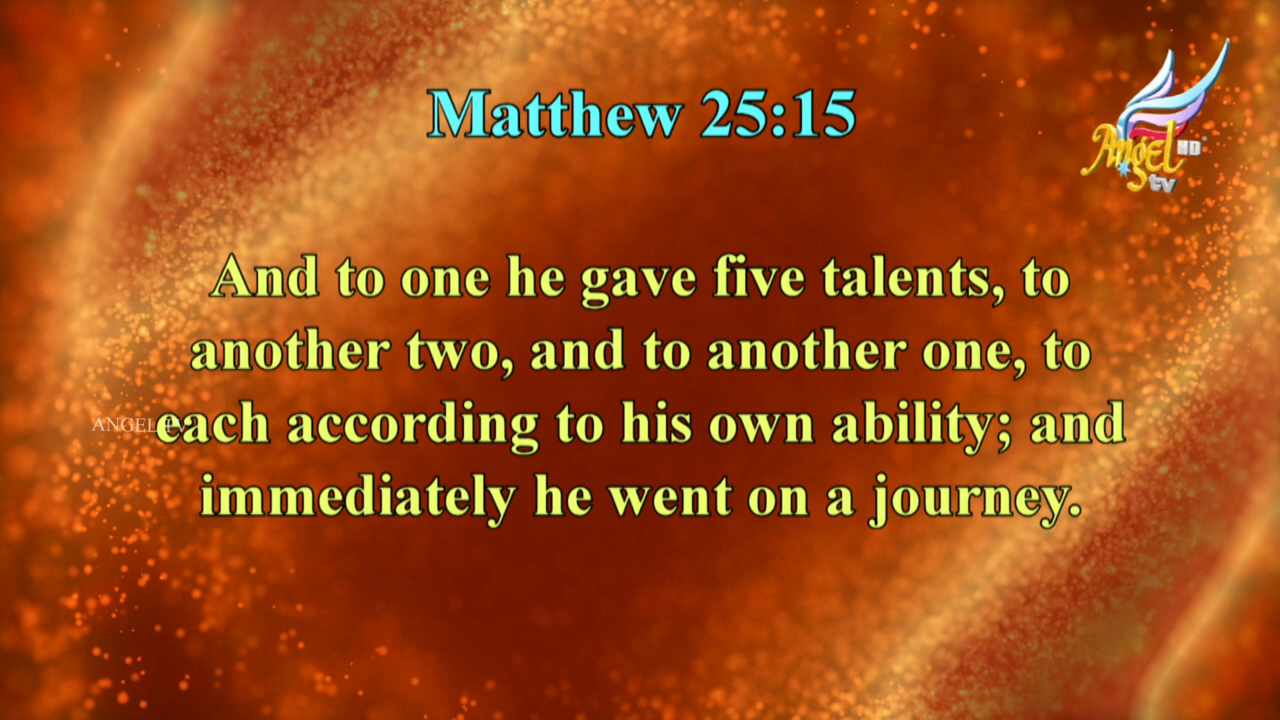 Matthew 25:15
Angel HD
tv
And to one he gave five talents, to
another two, and to another one, to
ANGEL
each according to his own ability; and
immediately he went on a journey.